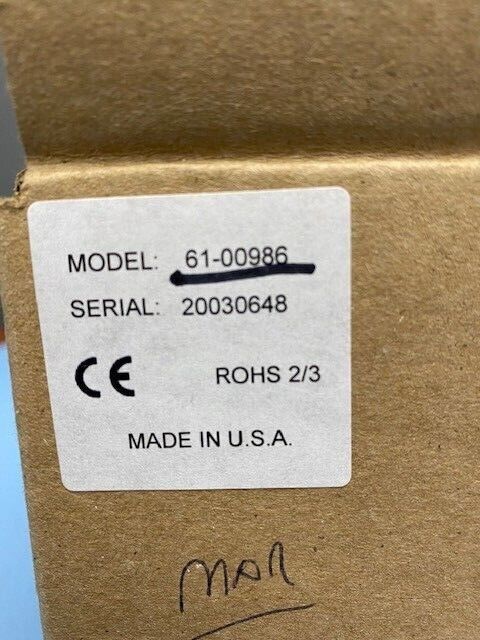 MODEL: 61-00986
SERIAL: 20030648
CE ROHS 2/3
MADE IN U.S.A.